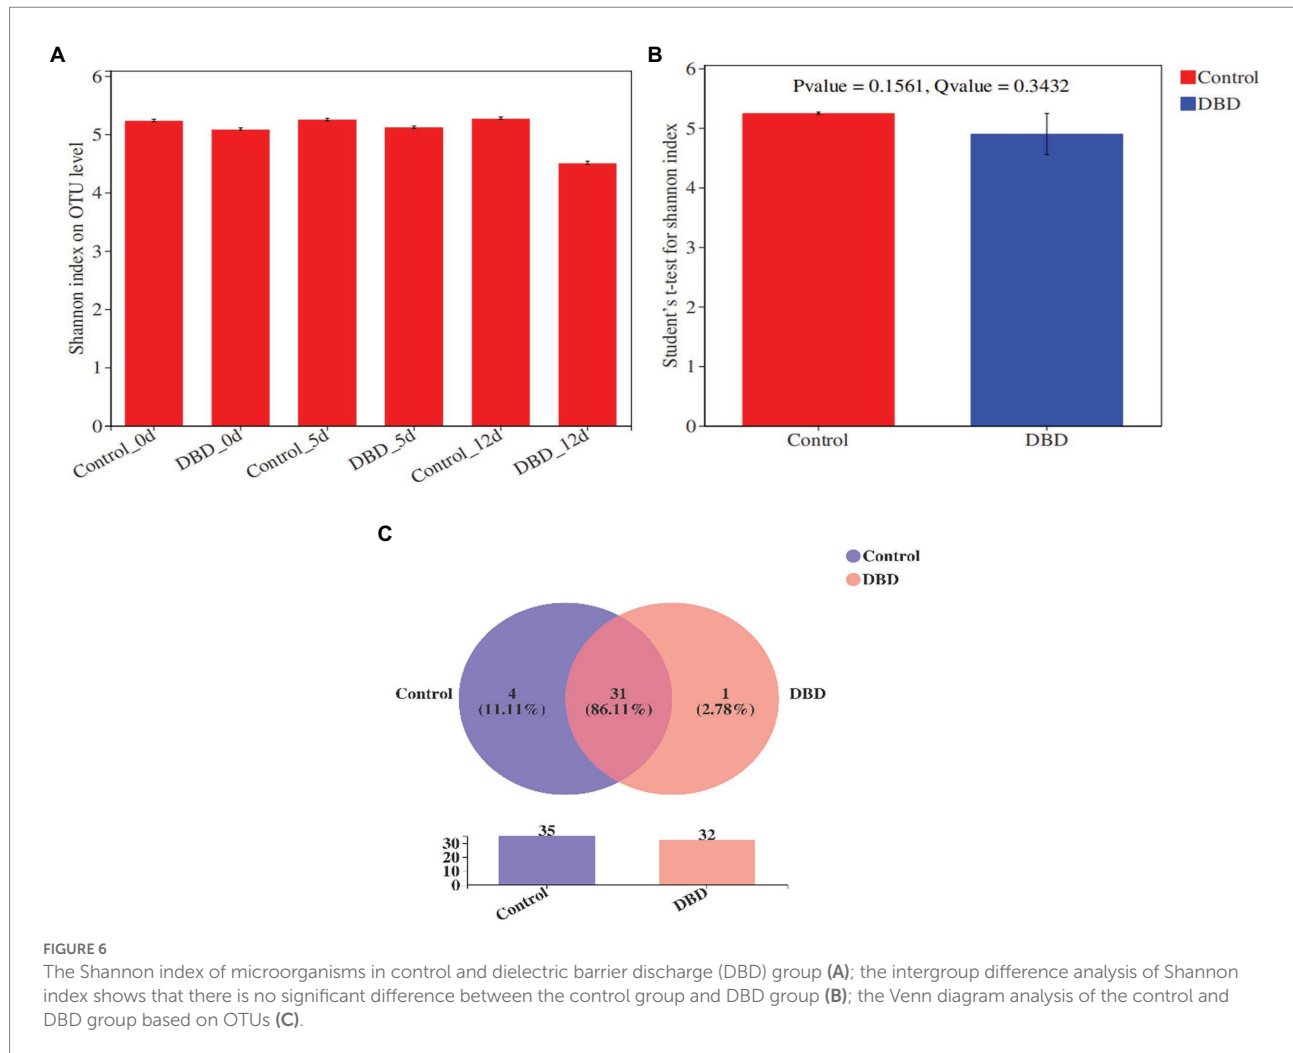 A
Shannon index on OTU level
6
5
4
3
2
1
0
Control_0d
DBD_0d
Control_5d
DBD_5d
Control_12d
DBD_12d
B
Student's t-test for shannon index
6
5
4
3
2
1
0
Pvalue = 0.1561, Qvalue = 0.3432
Control
DBD
Control
DBD
C
Control
DBD
Control
4
(11.11%)
31
(86.11%)
1
(2.78%)
DBD
30
20
10
0
35
32
Control
DBD
FIGURE 6
The Shannon index of microorganisms in control and dielectric barrier discharge (DBD) group (A); the intergroup difference analysis of Shannon
index shows that there is no significant difference between the control group and DBD group (B); the Venn diagram analysis of the control and
DBD group based on OTUs (C).